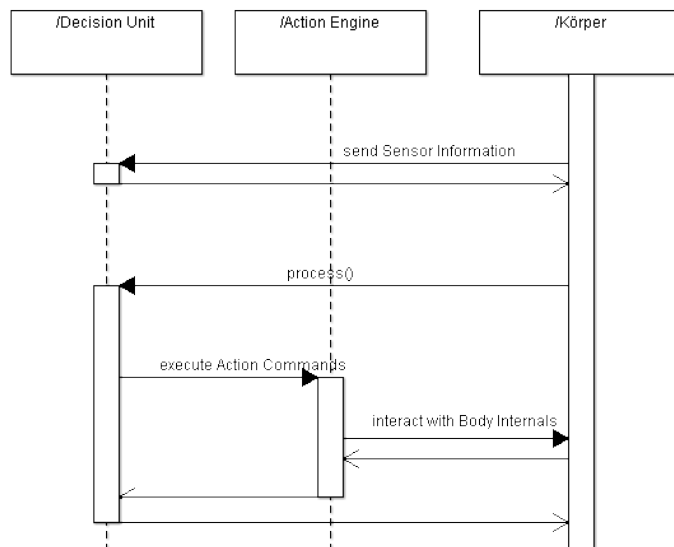 /Decision Unit
/Action Engine
/Körper
send Sensor Information
process()
execute Action Commands
interact with Body Internals